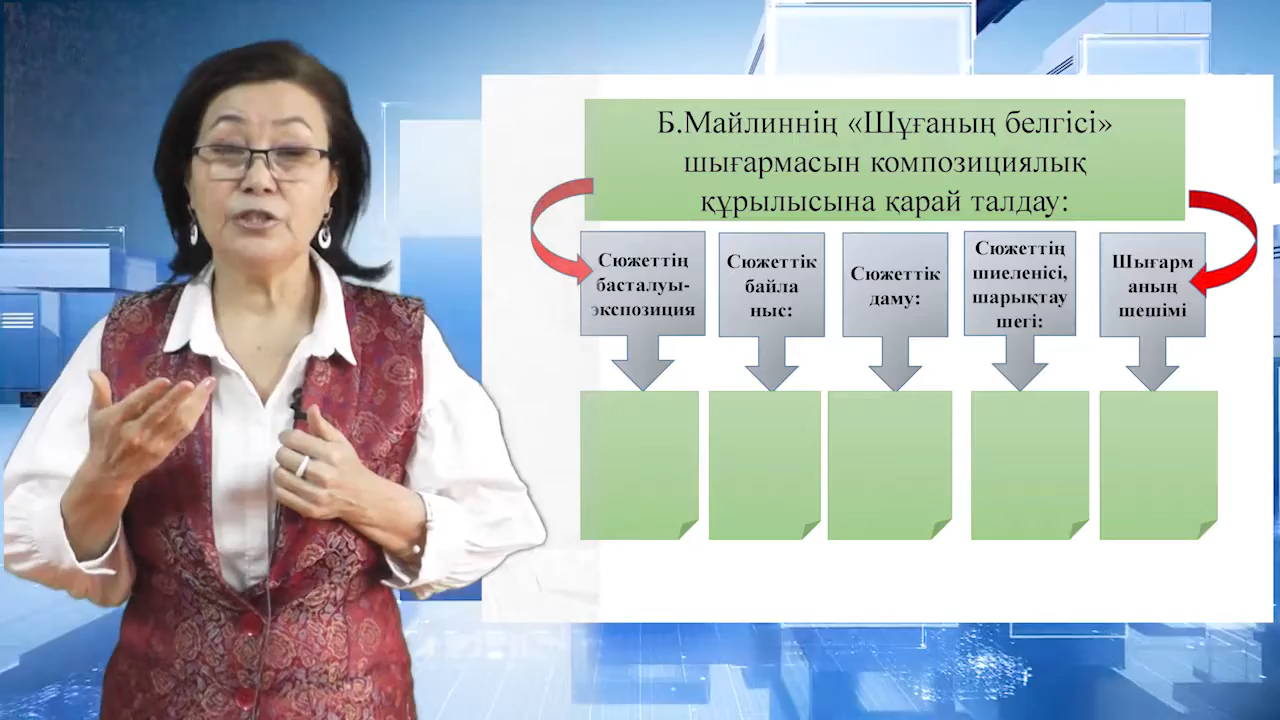 Б.Майлиннің «Шұғаның белгісі»
шығармасын композициялық
құрылысына қарай талдау:
Сюжеттің
басталуы-
экспозиция
Сюжеттік
байла
ныс:
Сюжеттік
даму:
Сюжеттің
шиеленісі,
шарықтау
шегі:
Шығарм
аның
шешімі